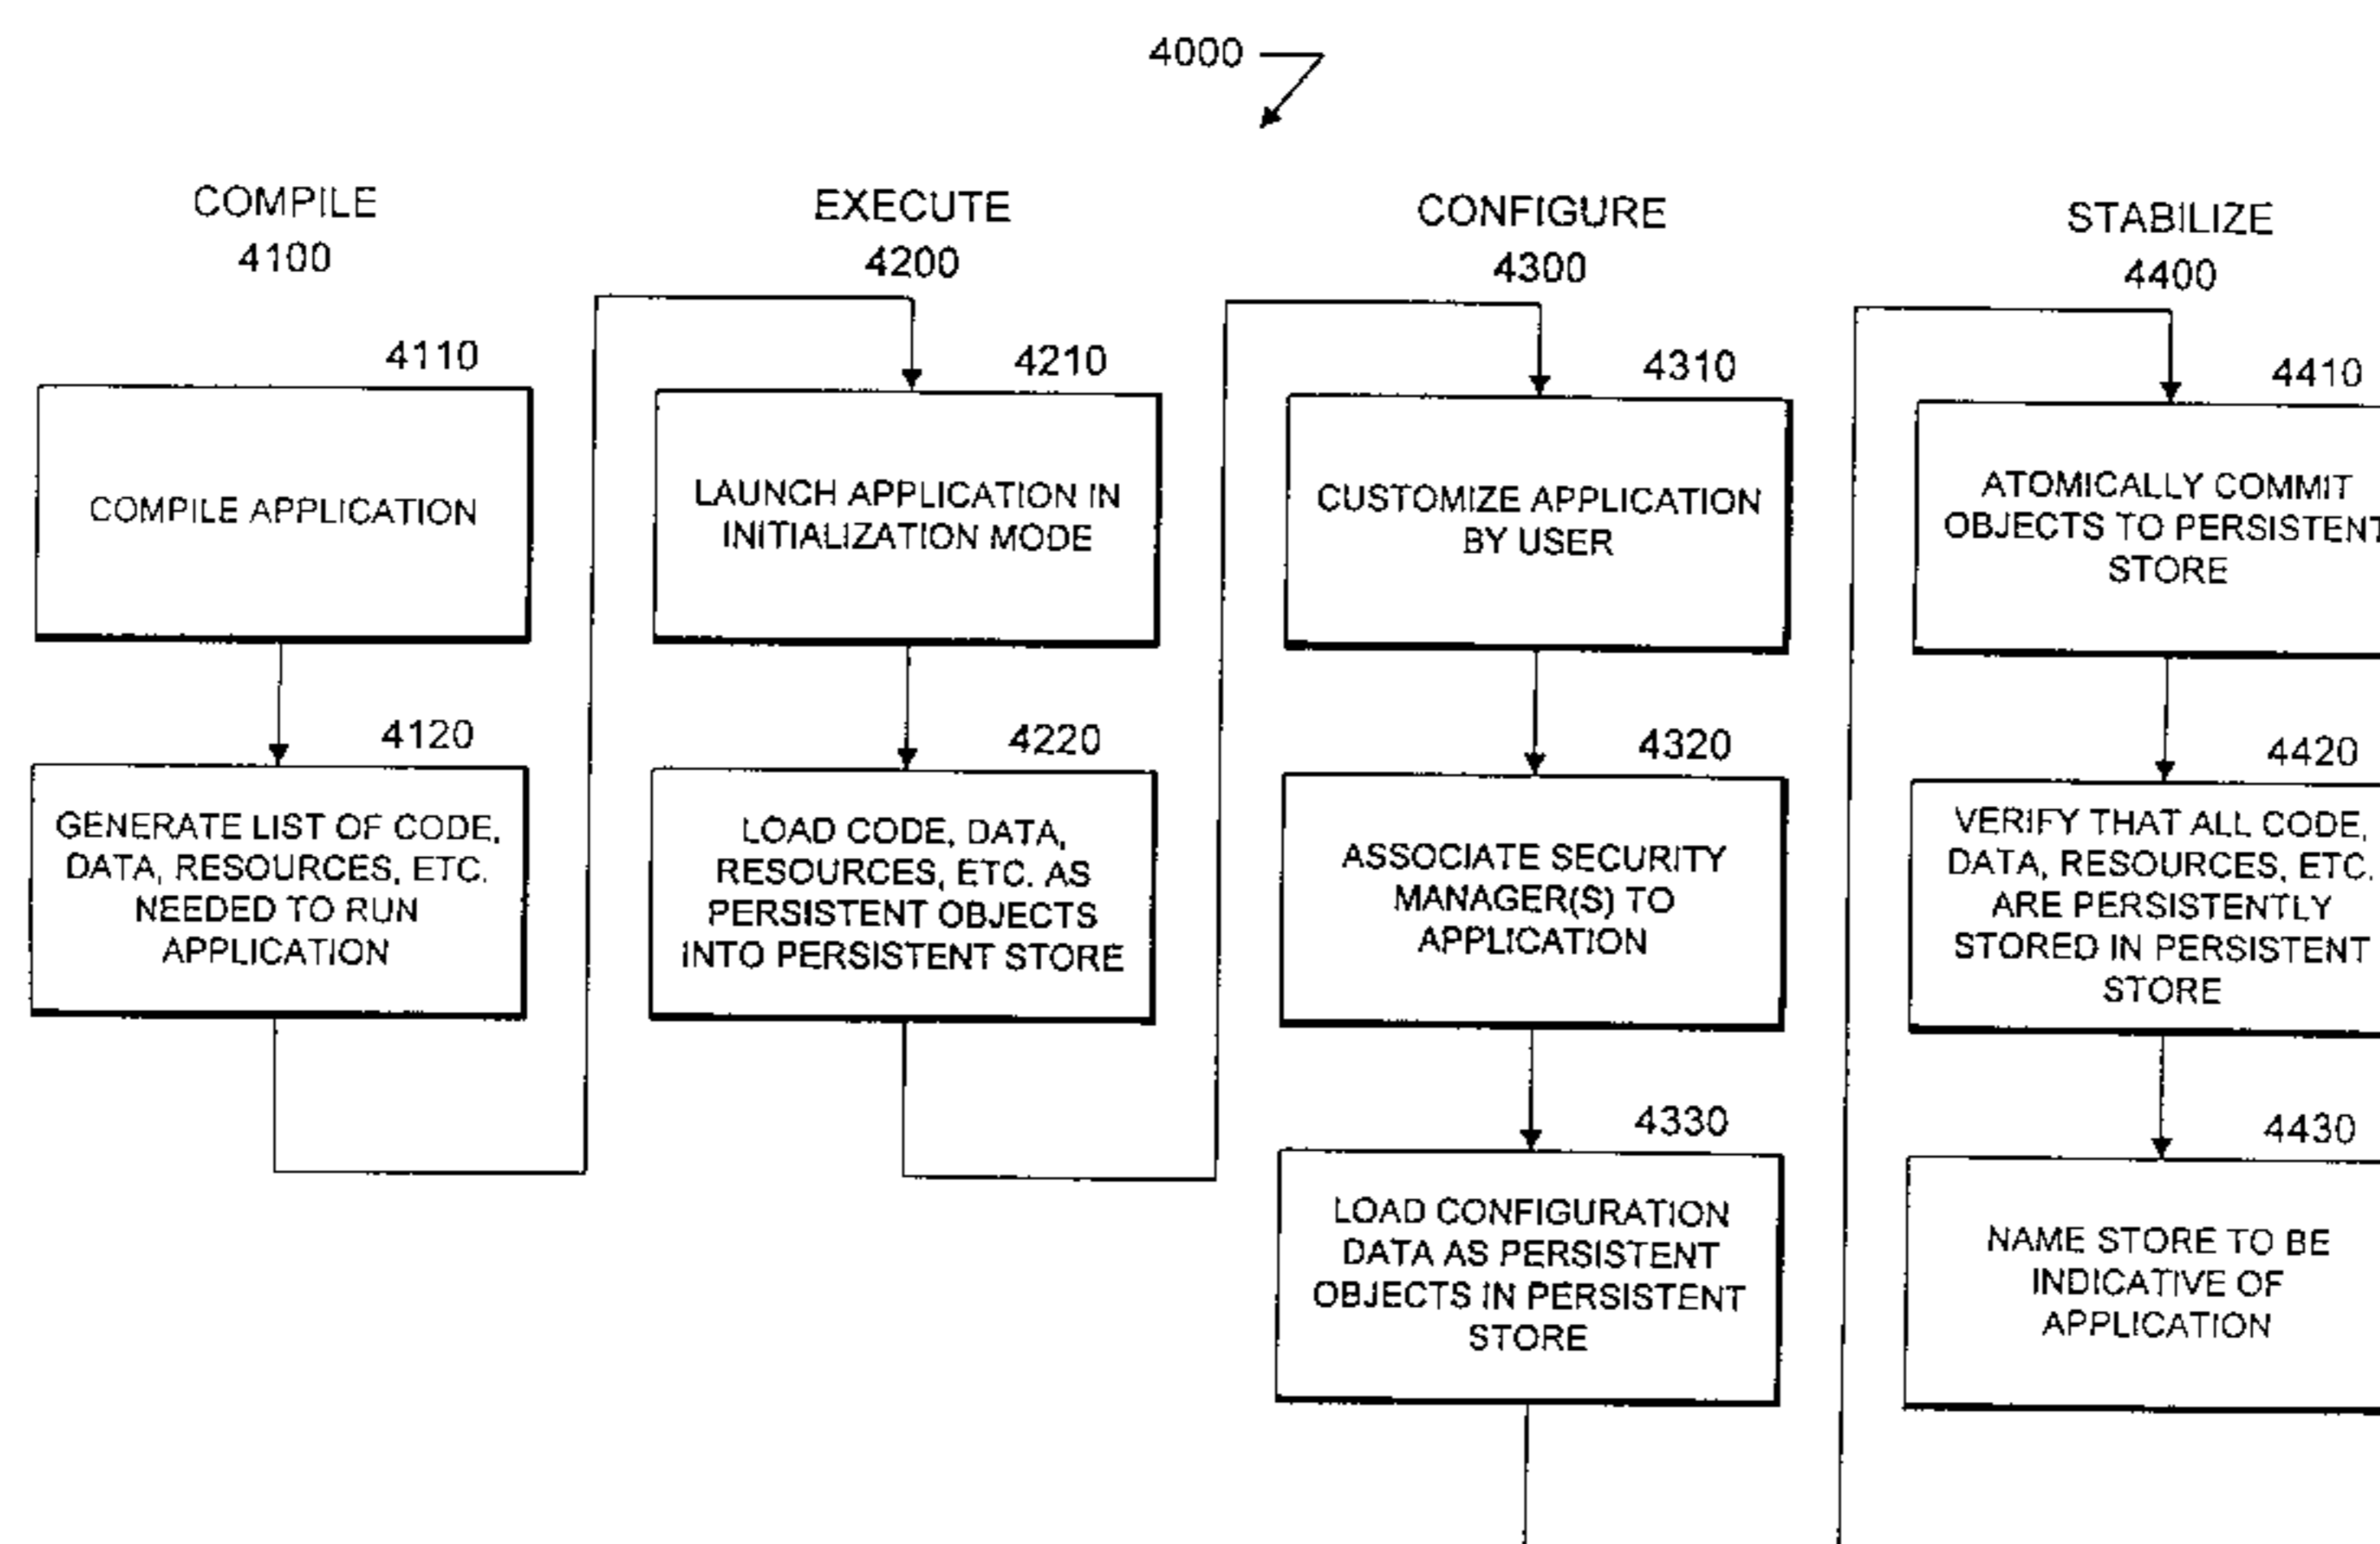 4000
COMPILE
4100
4110
COMPILE APPLICATION
4120
GENERATE LIST OF CODE,
DATA, RESOURCES, ETC.
NEEDED TO RUN
APPLICATION
EXECUTE
4200
4210
LAUNCH APPLICATION IN
INITIALIZATION MODE
4220
LOAD CODE, DATA,
RESOURCES, ETC. AS
PERSISTENT OBJECTS
INTO PERSISTENT STORE
CONFIGURE
4300
4310
CUSTOMIZE APPLICATION
BY USER
4320
ASSOCIATE SECURITY
MANAGER(S) TO
APPLICATION
4330
LOAD CONFIGURATION
DATA AS PERSISTENT
OBJECTS IN PERSISTENT
STORE
STABILIZE
4400
4410
ATOMICALLY COMMIT
OBJECTS TO PERSISTENT
STORE
4420
VERIFY THAT ALL CODE,
DATA, RESOURCES, ETC.
ARE PERSISTENTLY
STORED IN PERSISTENT
STORE
4430
NAME STORE TO BE
INDICATIVE OF
APPLICATION